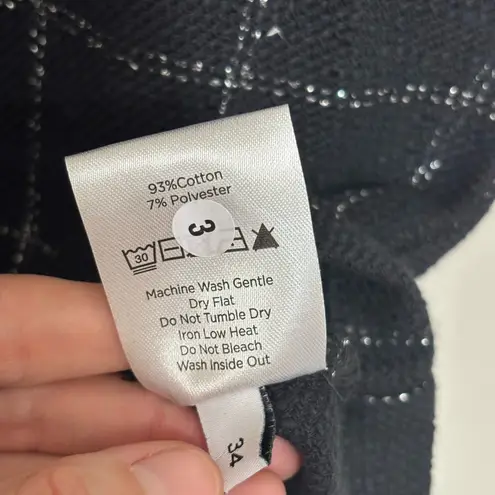 93%Cotton
7% Polyester
3
30
Machine Wash Gentle
Dry Flat
Do Not Tumble Dry
Iron Low Heat
Do Not Bleach
Wash Inside Out
34